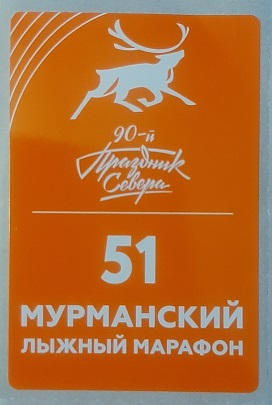 90-й
Праздник
Севера
51
МУРМАНСКИЙ
ЛЫЖНЫЙ МАРАФОН